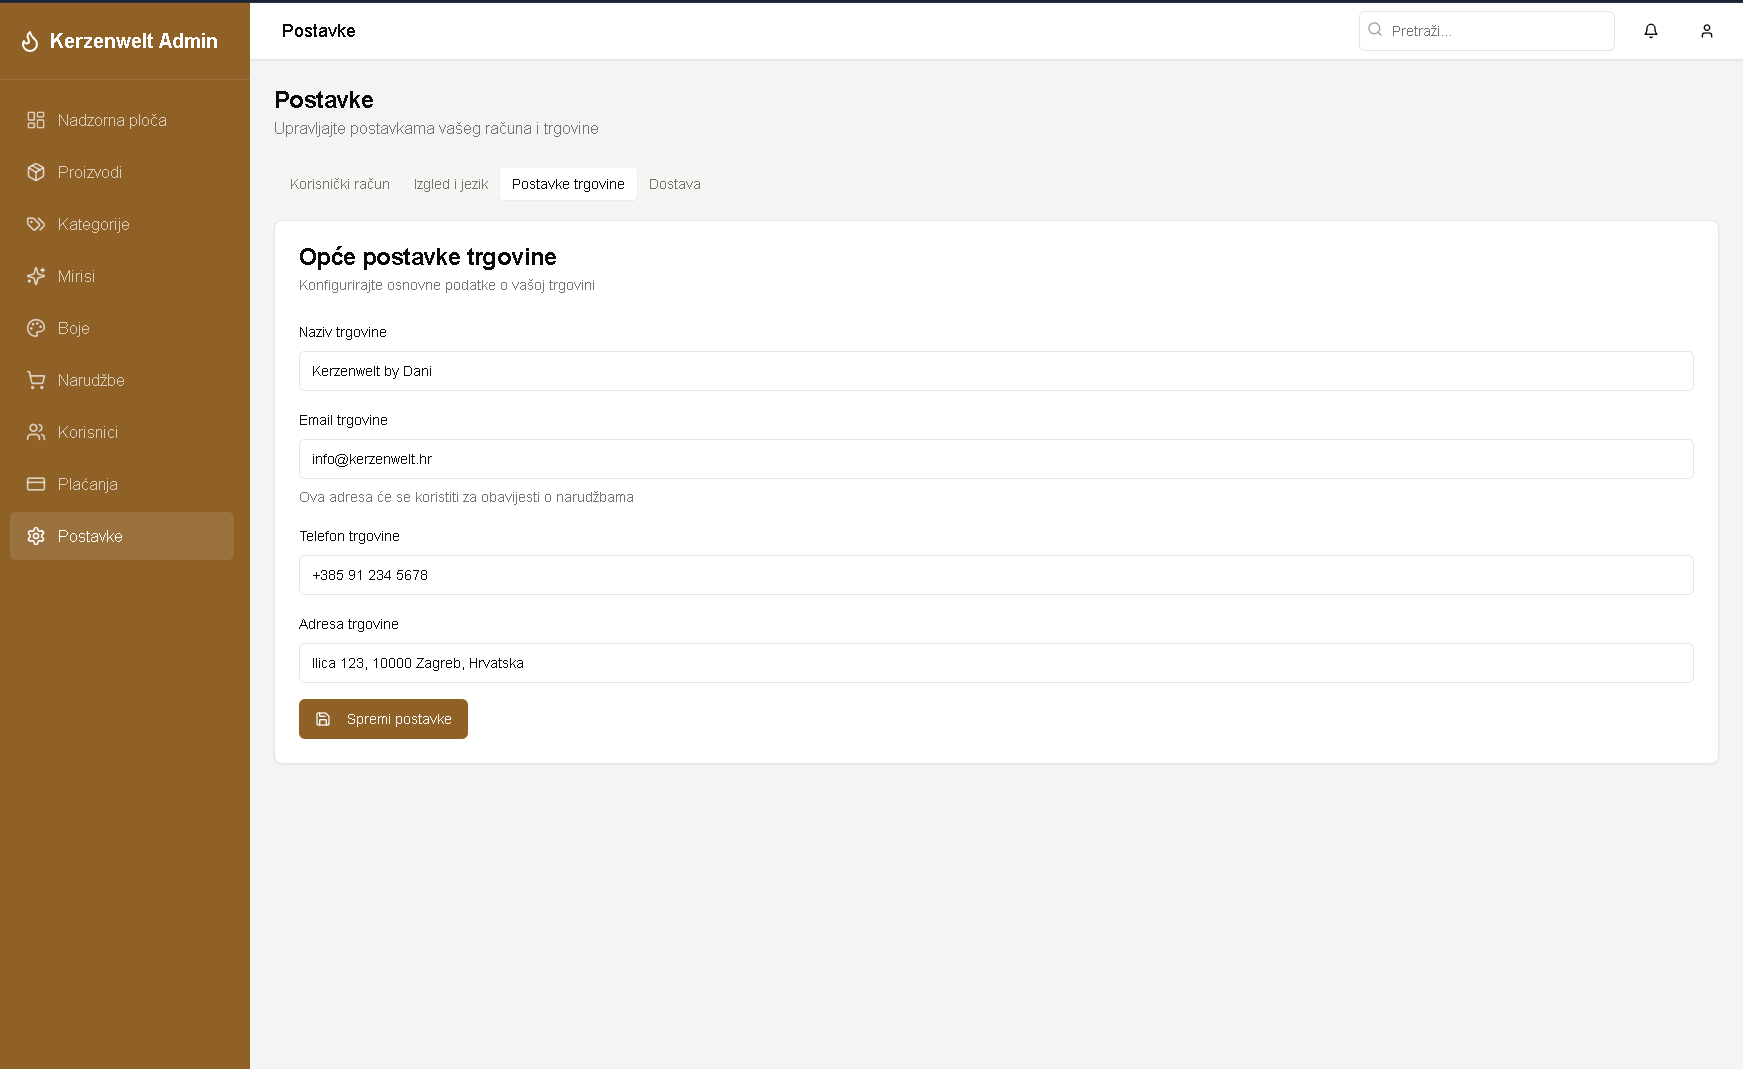 Kerzenwelt Admin
Nadzorna ploča
Proizvodi
Kategorije
Mirisi
Boje
Narudžbe
Korisnici
Plaćanja
Postavke
Postavke
Pretraži...
Postavke
Upravljajte postavkama vašeg računa i trgovine
Korisnički račun Izgled i jezik Postavke trgovine Dostava
Opće postavke trgovine
Konfigurirajte osnovne podatke o vašoj trgovini
Naziv trgovine
Kerzenwelt by Dani
Email trgovine
info@kerzenwelt.hr
Ova adresa će se koristiti za obavijesti o narudžbama
Telefon trgovine
+385 91 234 5678
Adresa trgovine
Ilica 123, 10000 Zagreb, Hrvatska
Spremi postavke